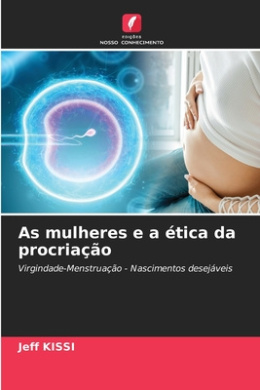 edições
NOSSO CONHECIMENTO
As mulheres e a ética da
procriação
Virgindade-Menstruação - Nascimentos desejáveis
Jeff KISSI